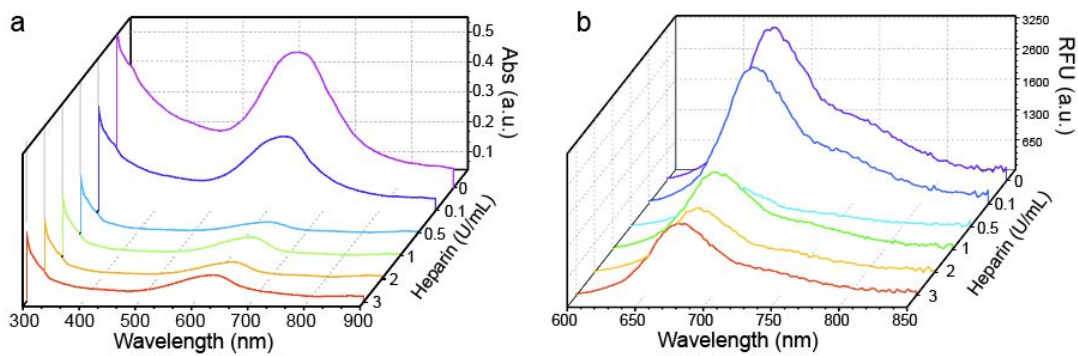 a
0.5
0.4
0.3
0.2
0.1
Abs (a.u.)
0
0.1
0.5
1
2
3
Heparin (U/mL)
300 400 500 600 700 800 900
Wavelength (nm)
b
3250
2600
1600
1300
650
RFU (a.u.)
0
0.1
0.5
1
2
3
Heparin (U/mL)
600 650 700 750 800 850
Wavelength (nm)